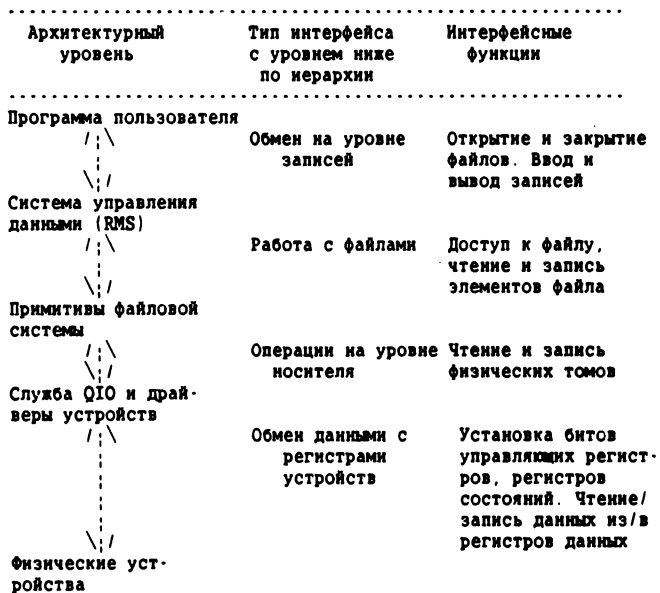 Архитектурный Тип интерфейса Интерфейсные
уровень с уровнем ниже функции
по иерархии
Программа пользователя
Обмен на уровне Открытие и закрытие
записей файлов. Ввод и
вывод записей
Система управления
данными (RMS)
Работа с файлами Доступ к файлу,
чтение и запись
элементов файла
Примитивы файловой
системы
Операции на уровне Чтение и запись
носителя физических томов
Служба QIO и драй-
веры устройств
Обмен данными с Установка битов
регистрами управляющих регист-
устройств ров, регистров
состояний. Чтение/
запись данных из/в
регистров данных
Физические уст-
ройства